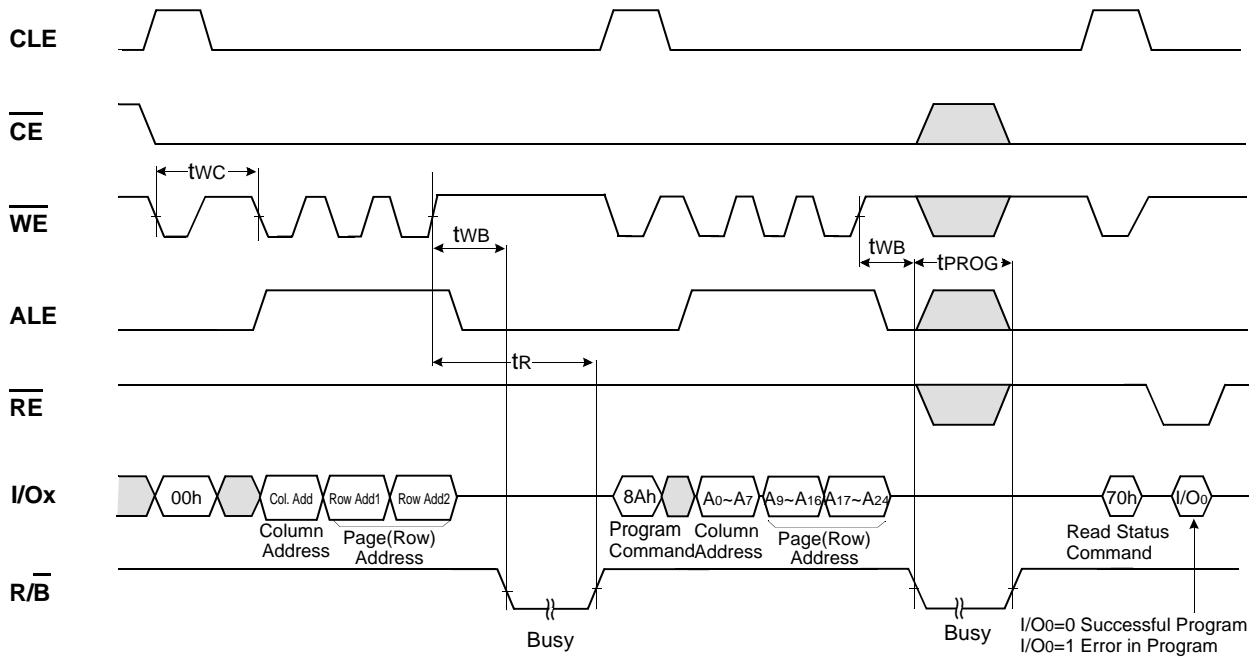 CLE
CE
tWC
WE
tWB
tWB
tPROG
ALE
tR
RE
I/Ox
00h
Col. Add
Row Add1
Row Add2
8Ah
A0~A7
A9~A16
A17~A24
70h
I/O0
Column
Address
Page(Row)
Address
Program
Command
Column
Address
Page(Row)
Address
Read Status
Command
R/B
Busy
Busy
I/O0=0 Successful Program
I/O0=1 Error in Program